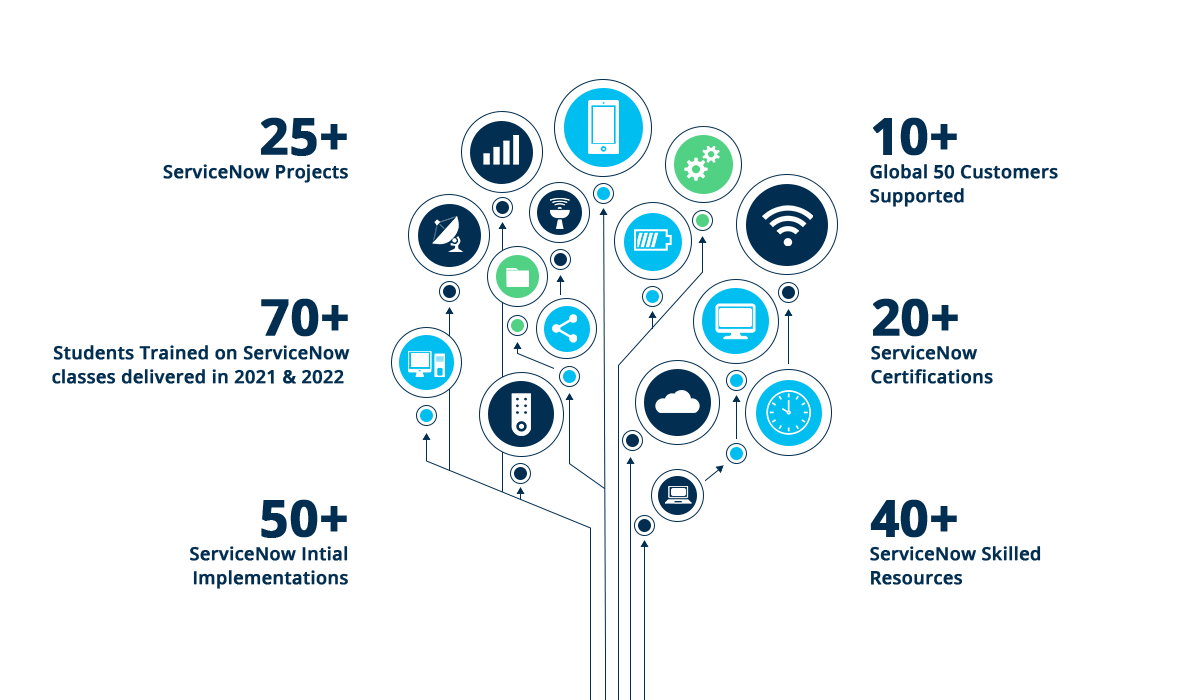 25+
ServiceNow Projects
70+
Students Trained on ServiceNow
classes delivered in 2021 & 2022
50+
ServiceNow Intial
Implementations
10+
Global 50 Customers
Supported
20+
ServiceNow
Certifications
40+
ServiceNow Skilled
Resources